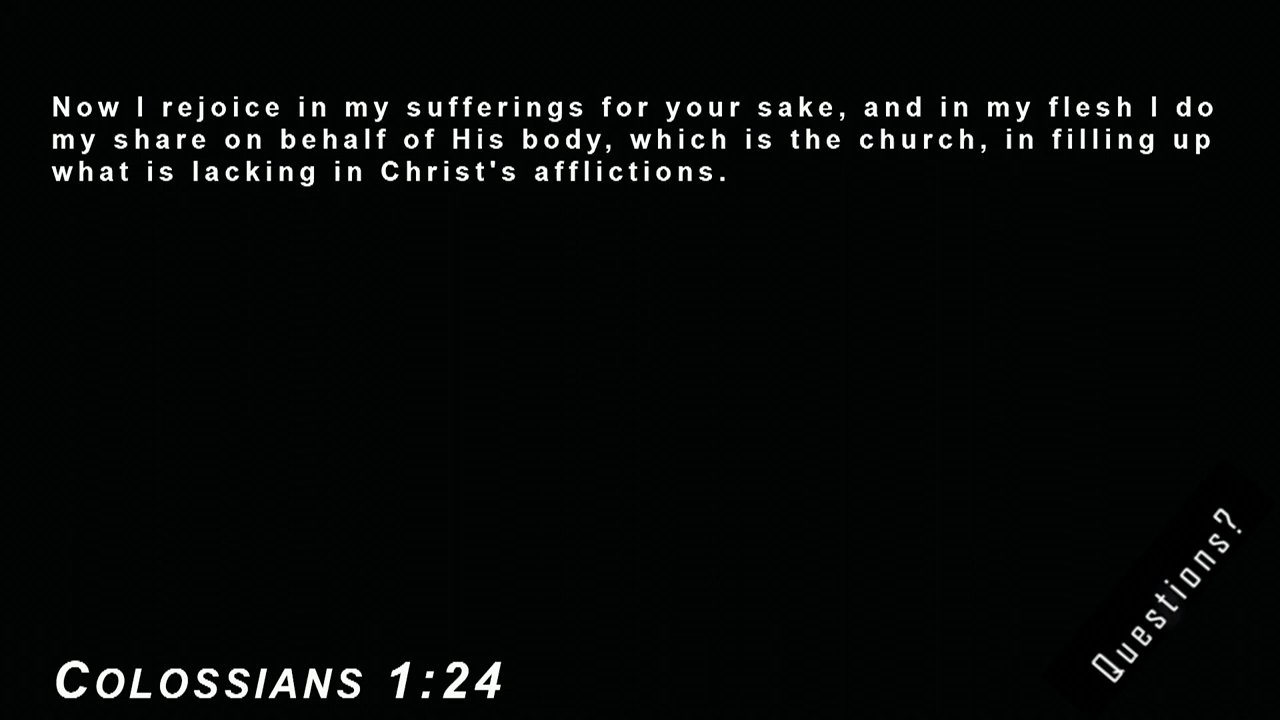 Now I rejoice in my sufferings for your sake, and in my flesh I do
my share on behalf of His body, which is the church, in filling up
what is lacking in Christ's afflictions.
Questions?
COLOSSIANS 1:24